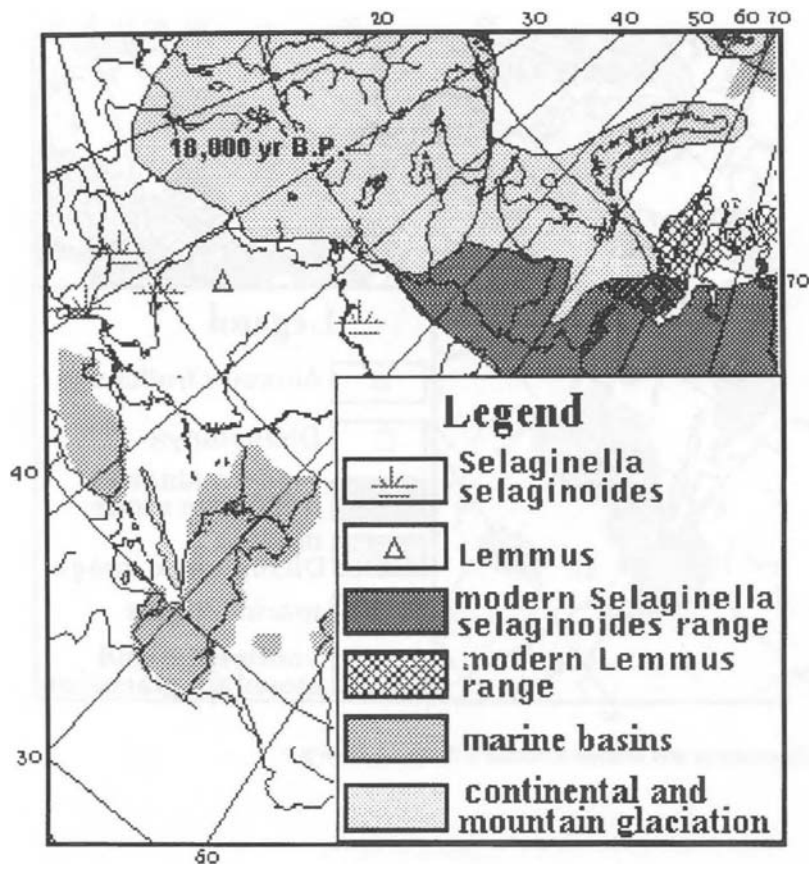 20 30 40 50 60 70
18,000 yr B.P.
70
Legend
Selaginella
selaginoides
Lemmus
modern Selaginella
selaginoides range
modern Lemmus
range
marine basins
continental and
mountain glaciation
40
30
50